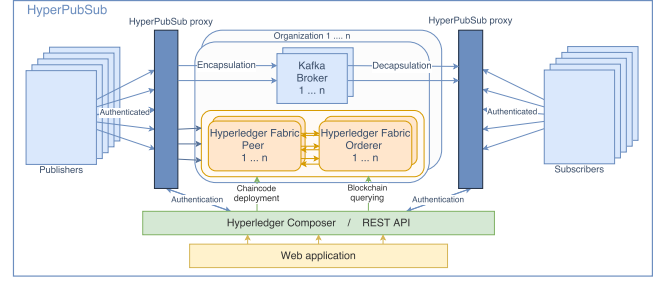 HyperPubSub
HyperPubSub proxy
HyperPubSub proxy
Organization 1 .... n
Encapsulation
Kafka
Broker
1 ... n
Decapsulation
Authenticated
Authenticated
Hyperledger Fabric
Peer
1 ... n
Hyperledger Fabric
Orderer
1 ... n
Publishers
Subscribers
Chaincode
deployment
Blockchain
querying
Authentication
Authentication
Hyperledger Composer / REST API
Web application